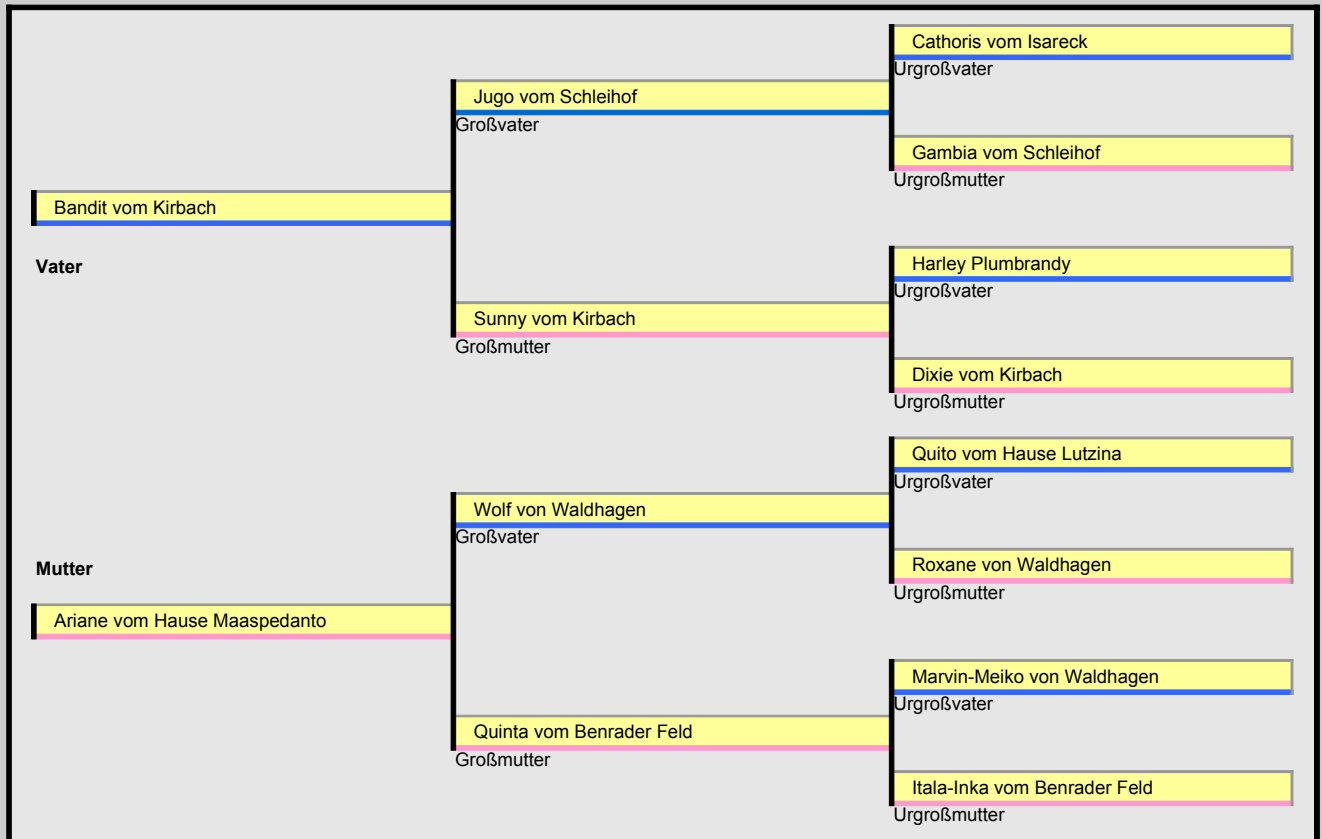 Cathoris vom Isareck
Urgroßvater
Jugo vom Schleihof
Großvater
Gambia vom Schleihof
Urgroßmutter
Bandit vom Kirbach
Vater
Harley Plumbrandy
Urgroßvater
Sunny vom Kirbach
Großmutter
Dixie vom Kirbach
Urgroßmutter
Quito vom Hause Lutzina
Urgroßvater
Wolf von Waldhagen
Großvater
Roxane von Waldhagen
Urgroßmutter
Mutter
Ariane vom Hause Maaspedanto
Marvin-Meiko von Waldhagen
Urgroßvater
Quinta vom Benrader Feld
Großmutter
Itala-Inka vom Benrader Feld
Urgroßmutter